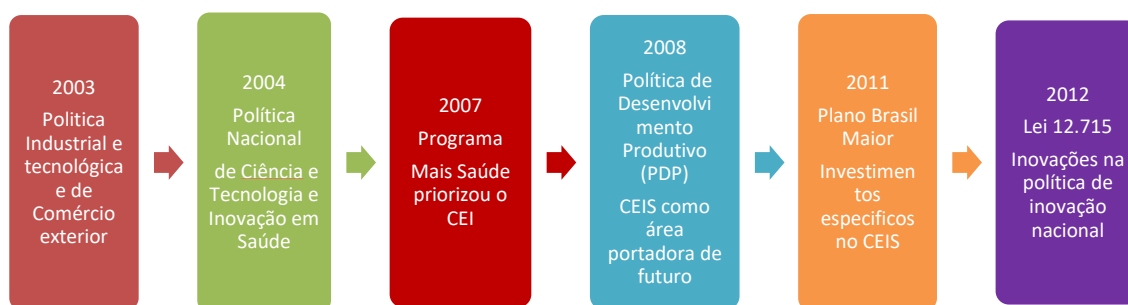 2003
Politica
Industrial e
tecnológica
e de
Comércio
exterior
2004
Política
Nacional
de Ciência e
Tecnologia e
Inovação em
Saúde
2007
Programa
Mais Saúde
priorizou o
CEI
2008
Política de
Desenvolvi
mento
Produtivo
(PDP)
CEIS como
área
portadora de
futuro
2011
Plano Brasil
Maior
Investimen
tos
especificos
no CEIS
2012
Lei 12.715
Inovações na
política de
inovação
nacional